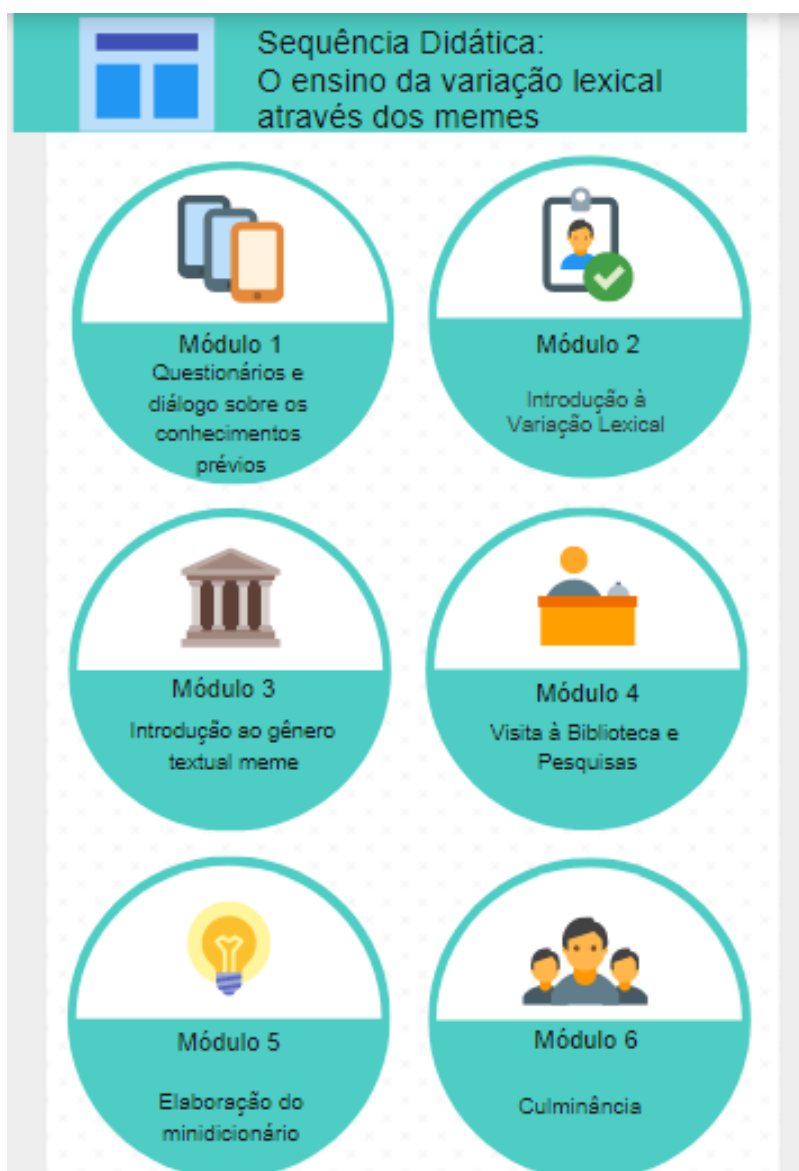 Sequência Didática:
O ensino da variação lexical
através dos memes
Módulo 1
Questionários e
diálogo sobre os
conhecimentos
prévios
Módulo 2
Introdução à
Variação Lexical
Módulo 3
Introdução ao gênero
textual meme
Módulo 4
Visita à Biblioteca e
Pesquisas
Módulo 5
Elaboração do
minidicionário
Módulo 6
Culminância